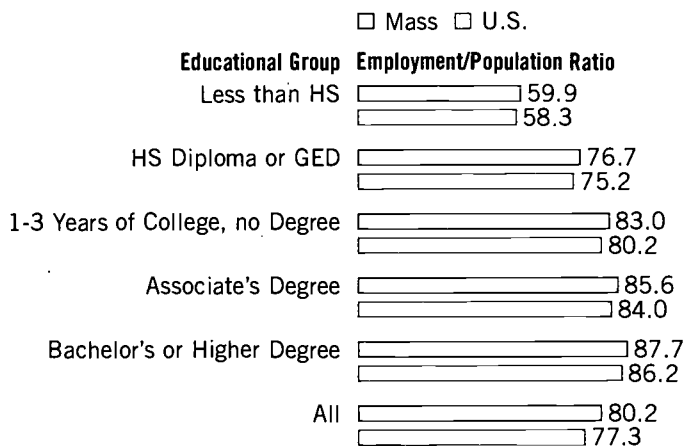 Mass U.S.
Educational Group Employment/Population Ratio
Less than HS 59.9
58.3
HS Diploma or GED 76.7
75.2
1-3 Years of College, no Degree 83.0
80.2
Associate's Degree 85.6
84.0
Bachelor's or Higher Degree 87.7
86.2
All 80.2
77.3